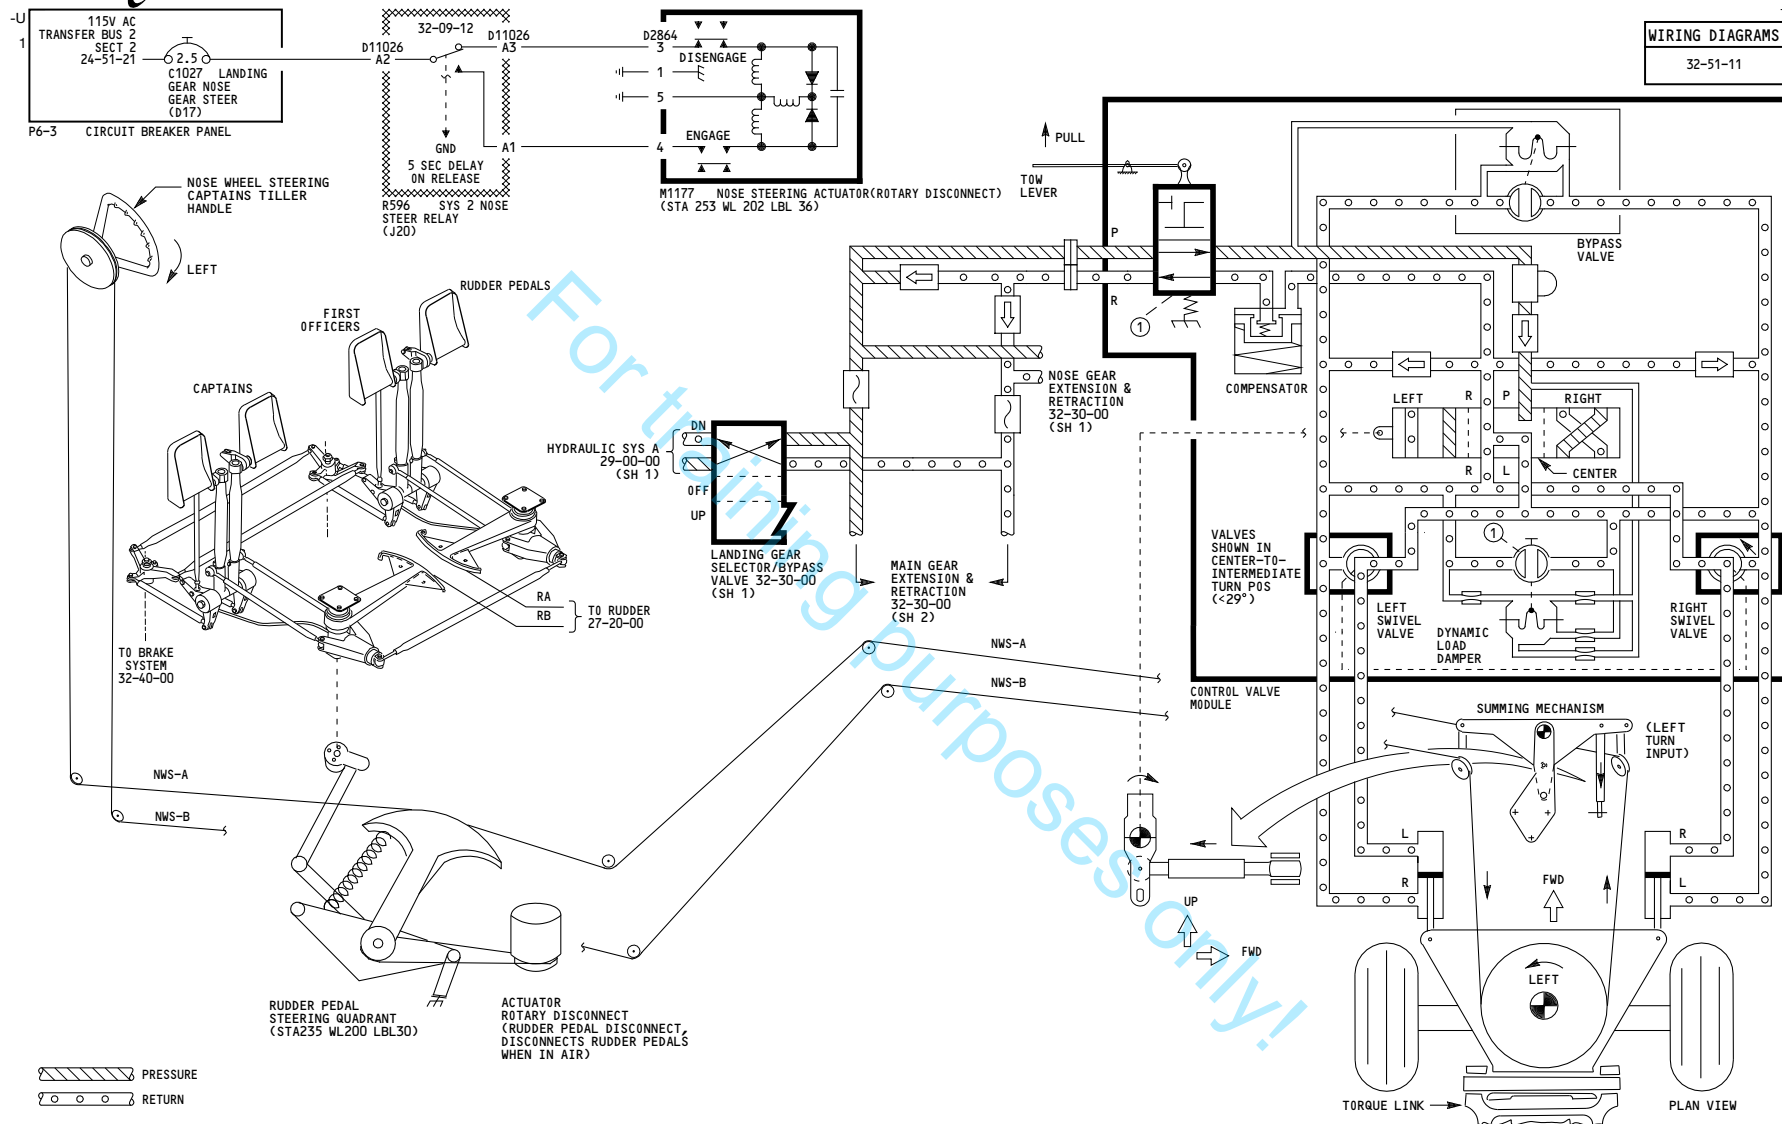 -U
1
115V AC
TRANSFER BUS 2
SECT 2
24-51-21
2.5
C1027 LANDING
GEAR NOSE
GEAR STEER
(D17)
P6-3 CIRCUIT BREAKER PANEL
32-09-12
D11026
A2
D11026
A3
GND
A1
5 SEC DELAY
ON RELEASE
R596 SYS 2 NOSE
STEER RELAY
(J20)
D2864
3
DISENGAGE
1
5
ENGAGE
4
M1177 NOSE STEERING ACTUATOR(ROTARY DISCONNECT)
(STA 253 WL 202 LBL 36)
WIRING DIAGRAMS
32-51-11
NOSE WHEEL STEERING
CAPTAINS TILLER
HANDLE
LEFT
RUDDER PEDALS
FIRST
OFFICERS
CAPTAINS
PULL
TOW
LEVER
P
R
1
BYPASS
VALVE
COMPENSATOR
NOSE GEAR
EXTENSION &
RETRACTION
32-30-00
(SH 1)
LEFT
R
P
RIGHT
R
L
CENTER
DN
HYDRAULIC SYS A
29-00-00
(SH 1)
OFF
UP
LANDING GEAR
SELECTOR/BYPASS
VALVE 32-30-00
(SH 1)
MAIN GEAR
EXTENSION &
RETRACTION
32-30-00
(SH 2)
VALVES
SHOWN IN
CENTER-TO-
INTERMEDIATE
TURN POS
(<29°)
1
LEFT
SWIVEL
VALVE
DYNAMIC
LOAD
DAMPER
RIGHT
SWIVEL
VALVE
RA
RB
TO RUDDER
27-20-00
TO BRAKE
SYSTEM
32-40-00
NWS-A
NWS-B
CONTROL VALVE
MODULE
SUMMING MECHANISM
(LEFT
TURN
INPUT)
NWS-A
NWS-B
L
R
R
L
FWD
UP
FWD
LEFT
RUDDER PEDAL
STEERING QUADRANT
(STA235 WL200 LBL30)
ACTUATOR
ROTARY DISCONNECT
(RUDDER PEDAL DISCONNECT,
DISCONNECTS RUDDER PEDALS
WHEN IN AIR)
PRESSURE
RETURN
TORQUE LINK
PLAN VIEW
For training purposes only!